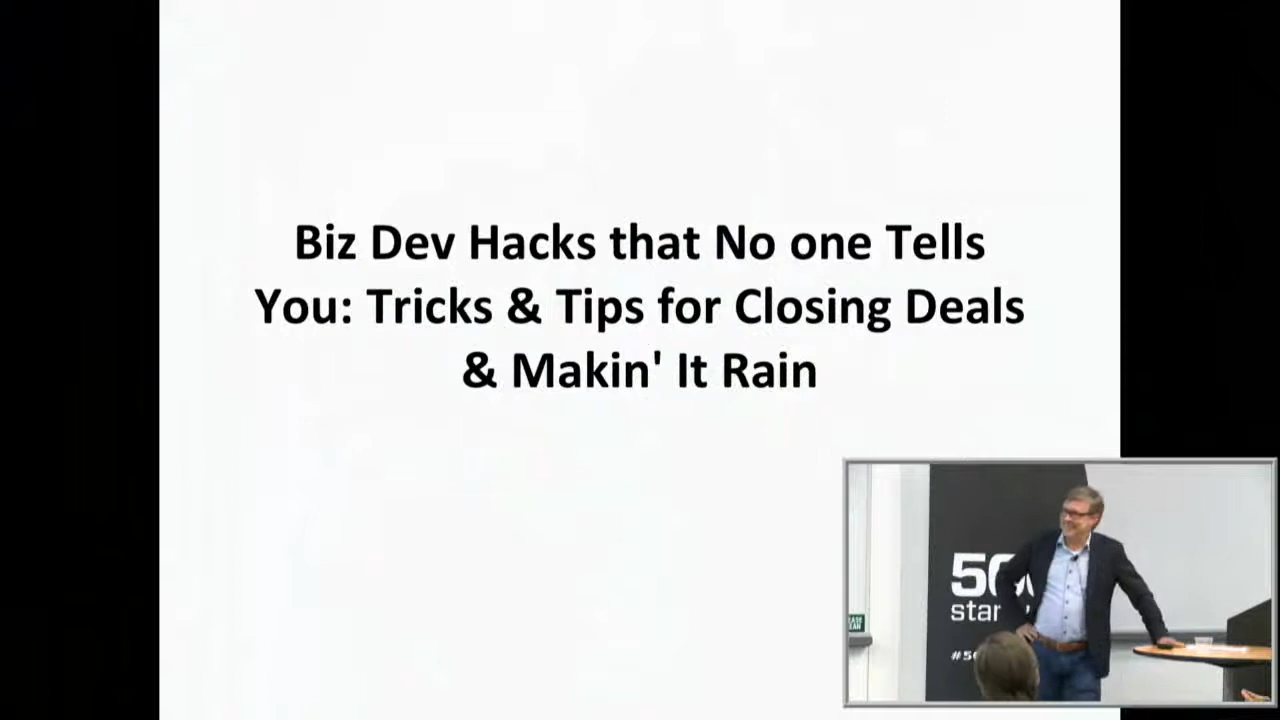 Biz Dev Hacks that No one Tells
You: Tricks & Tips for Closing Deals
& Makin' It Rain